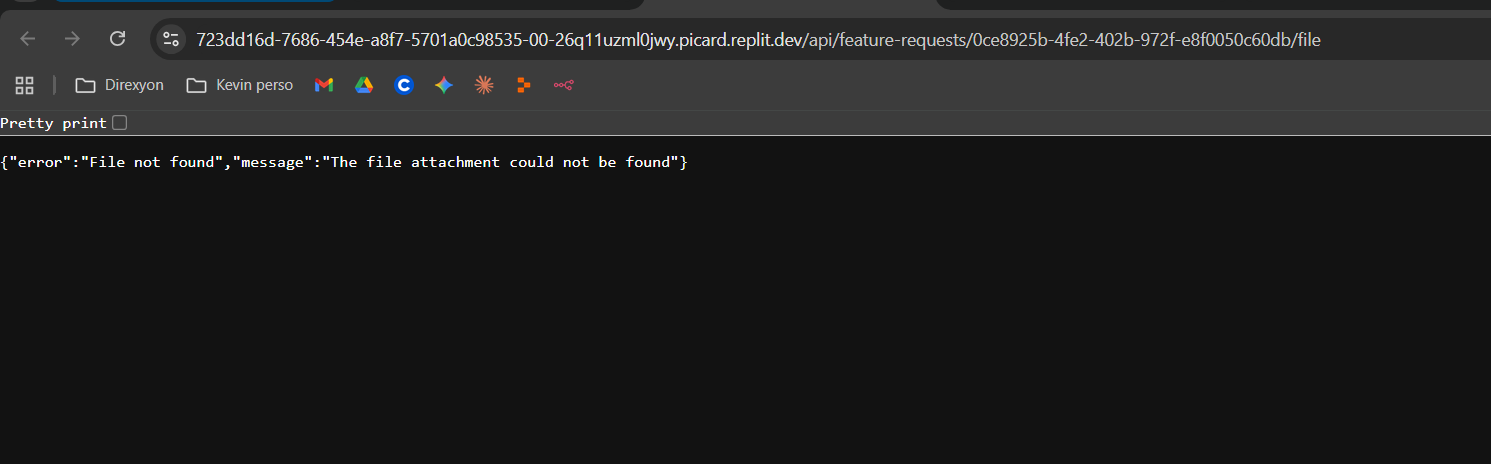 723dd16d-7686-454e-a8f7-5701a0c98535-00-26q11uzml0jwy.picard.replit.dev/api/feature-requests/0ce8925b-4fe2-402b-972f-e8f0050c60db/file
Direxyon Kevin perso
Pretty print
{"error":"File not found","message":"The file attachment could not be found"}